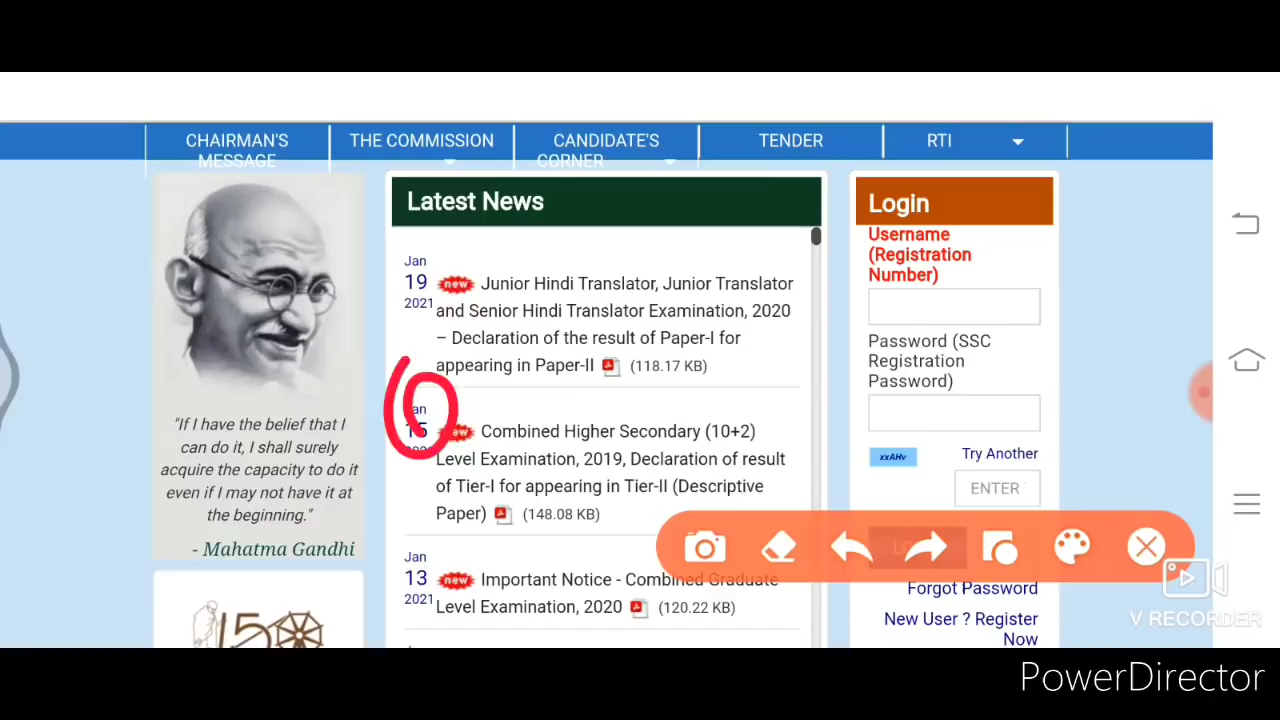 CHAIRMAN'S
MESSAGE
THE COMMISSION
CANDIDATE'S
CORNER
TENDER
RTI
"If I have the belief that I
can do it, I shall surely
acquire the capacity to do it
even if I may not have it at
the beginning."
- Mahatma Gandhi
150
Latest News
Jan
19
2021
new Junior Hindi Translator, Junior Translator
and Senior Hindi Translator Examination, 2020
– Declaration of the result of Paper-I for
appearing in Paper-II (118.17 KB)
Jan
15
new Combined Higher Secondary (10+2)
Level Examination, 2019, Declaration of result
of Tier-I for appearing in Tier-II (Descriptive
Paper) (148.08 KB)
Jan
13
2021
new Important Notice - Combined Graduate
Level Examination, 2020 (120.22 KB)
Login
Username
(Registration
Number)
Password (SSC
Registration
Password)
xxAHv
Try Another
ENTER
Forgot Password
New User ? Register
Now
V RECORDER
PowerDirector